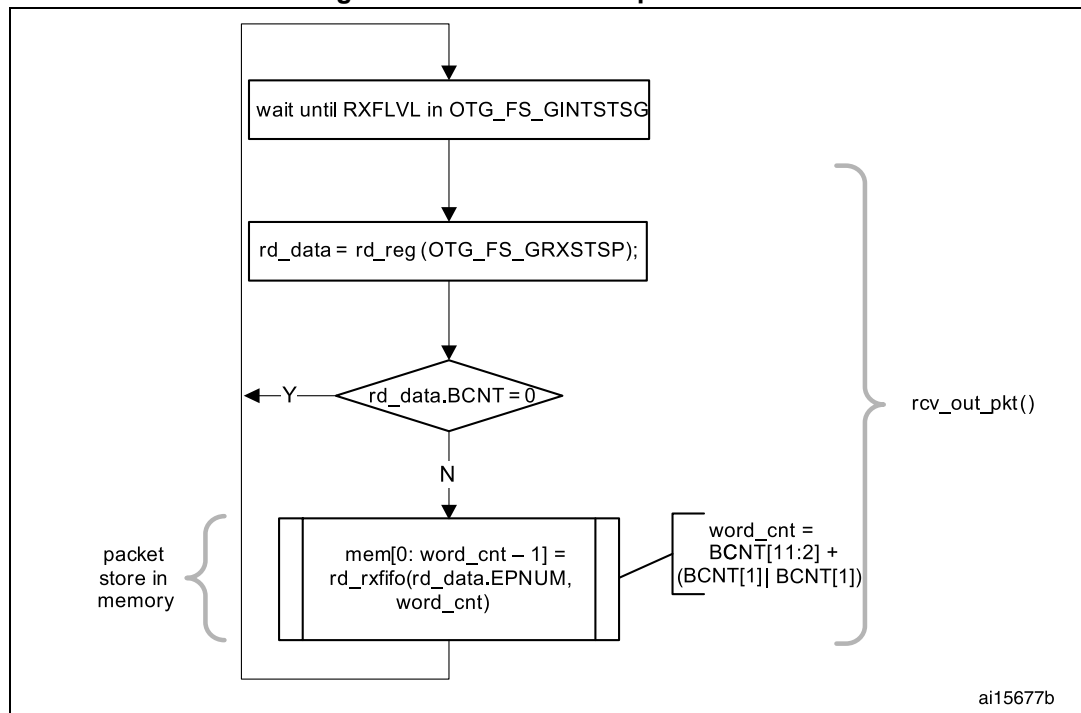 wait until RXFLVL in OTG_FS_GINTSTSG
rd_data = rd_reg (OTG_FS_GRXSTSP);
rd_data.BCNT = 0
Y
rcv_out_pkt()
N
packet
store in
memory
mem[0: word_cnt – 1] =
rd_rxfifo(rd_data.EPNUM,
word_cnt)
word_cnt =
BCNT[11:2] +
(BCNT[1] | BCNT[1])
ai15677b